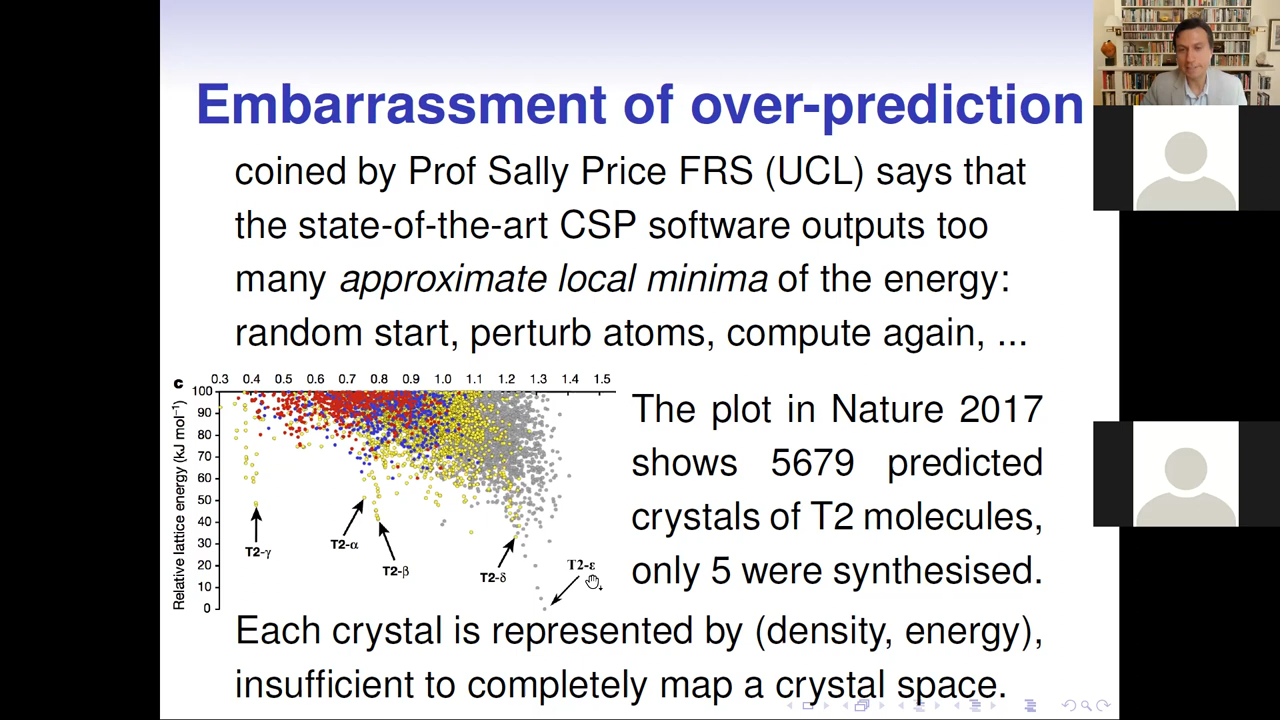 Embarrassment of over-prediction
coined by Prof Sally Price FRS (UCL) says that
the state-of-the-art CSP software outputs too
many approximate local minima of the energy:
random start, perturb atoms, compute again, ...
c
0.3 0.4 0.5 0.6 0.7 0.8 0.9 1.0 1.1 1.2 1.3 1.4 1.5
Relative lattice energy (kJ mol⁻¹)
100
90
80
70
60
50
40
30
20
10
0
T2-γ
T2-α
T2-β
T2-δ
T2-ε
The plot in Nature 2017
shows 5679 predicted
crystals of T2 molecules,
only 5 were synthesised.
Each crystal is represented by (density, energy),
insufficient to completely map a crystal space.